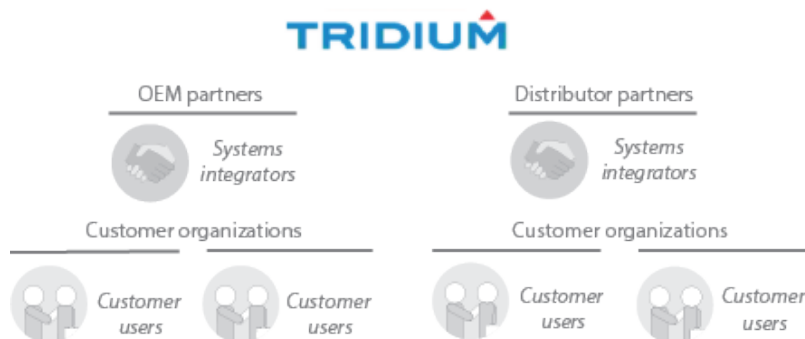 TRIDIUM
OEM partners
Distributor partners
Systems
integrators
Systems
integrators
Customer organizations
Customer organizations
Customer
users
Customer
users
Customer
users
Customer
users